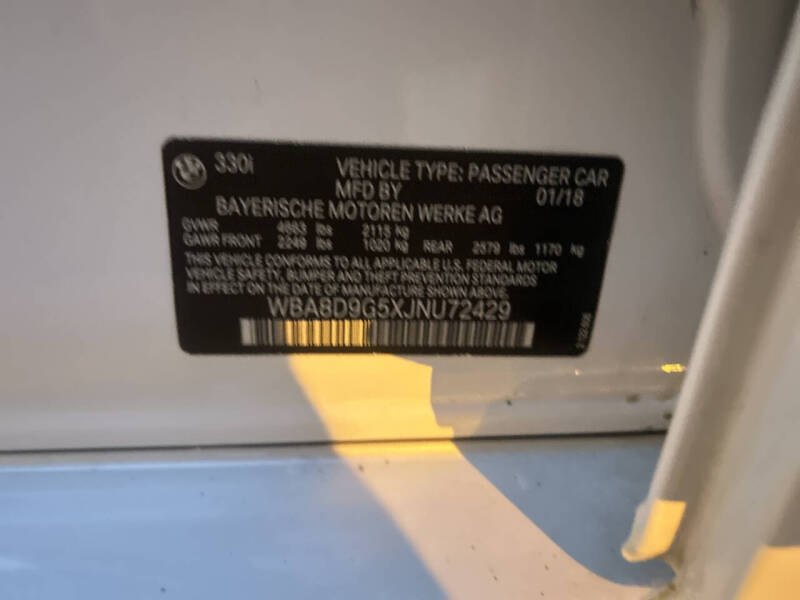 330i VEHICLE TYPE: PASSENGER CAR
MFD BY 01/18
BAYERISCHE MOTOREN WERKE AG
GVWR 4663 lbs 2115 kg
GAWR FRONT 2249 lbs 1020 kg REAR 2579 lbs 1170 kg
THIS VEHICLE CONFORMS TO ALL APPLICABLE U.S. FEDERAL MOTOR
VEHICLE SAFETY, BUMPER AND THEFT PREVENTION STANDARDS
IN EFFECT ON THE DATE OF MANUFACTURE SHOWN ABOVE.
WBA8D9G5XJNU72429